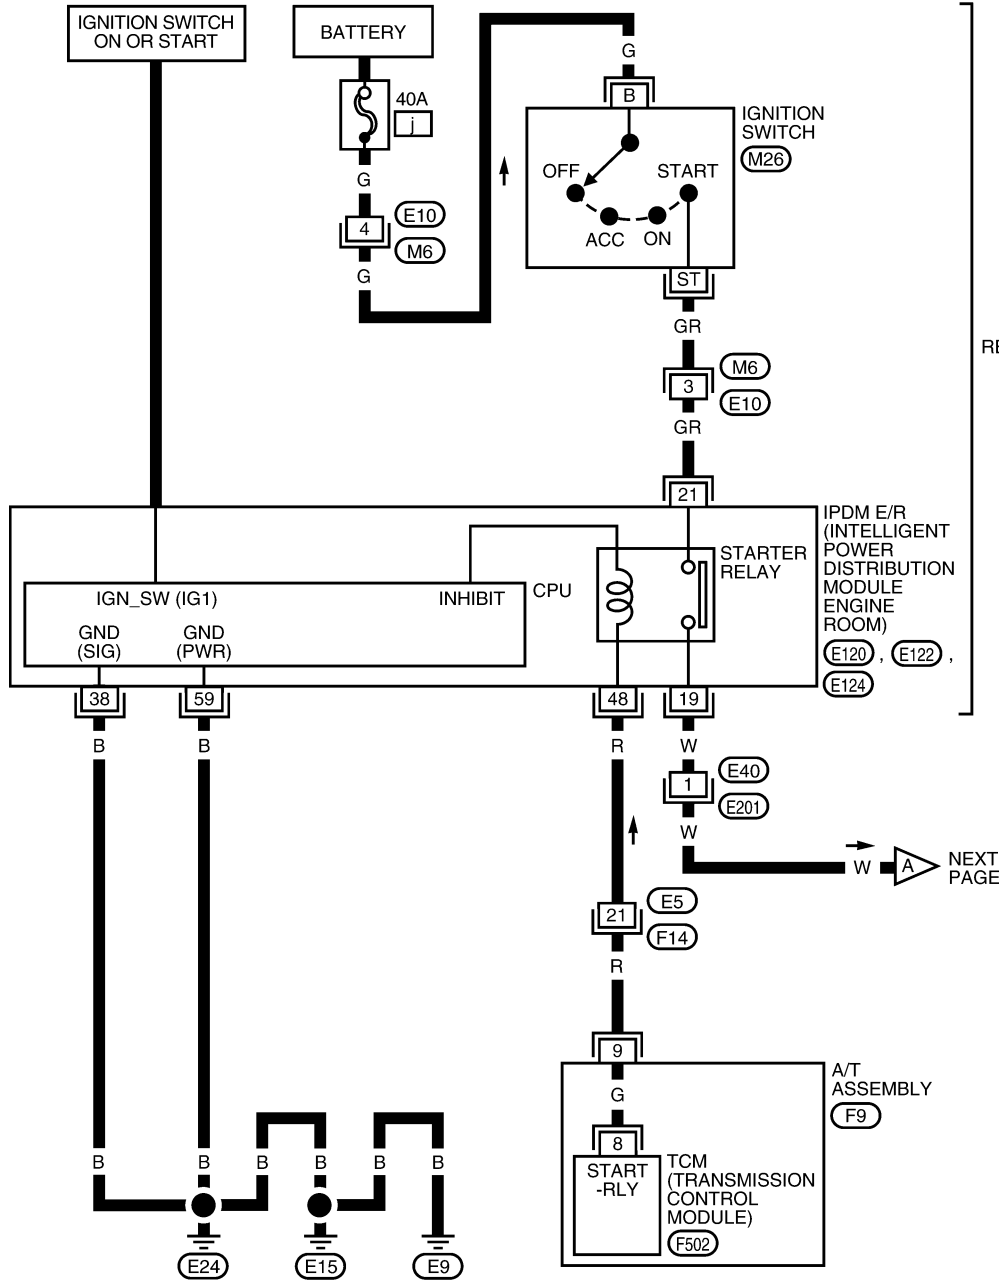 IGNITION SWITCH
ON OR START
BATTERY
40A
j
G
4
E10
M6
G
G
B
IGNITION
SWITCH
M26
OFF
START
ACC
ON
ST
GR
3
M6
E10
GR
21
IPDM E/R
(INTELLIGENT
POWER
DISTRIBUTION
MODULE
ENGINE
ROOM)
E120 , E122 ,
E124
STARTER
RELAY
CPU
IGN_SW (IG1)
INHIBIT
GND
(SIG)
GND
(PWR)
RE
38
59
48
19
B
B
R
W
1
E40
E201
W
W
A
NEXT
PAGE
21
E5
F14
R
9
A/T
ASSEMBLY
F9
G
8
START
-RLY
TCM
(TRANSMISSION
CONTROL
MODULE)
F502
B
B
B
B
B
B
E24
E15
E9